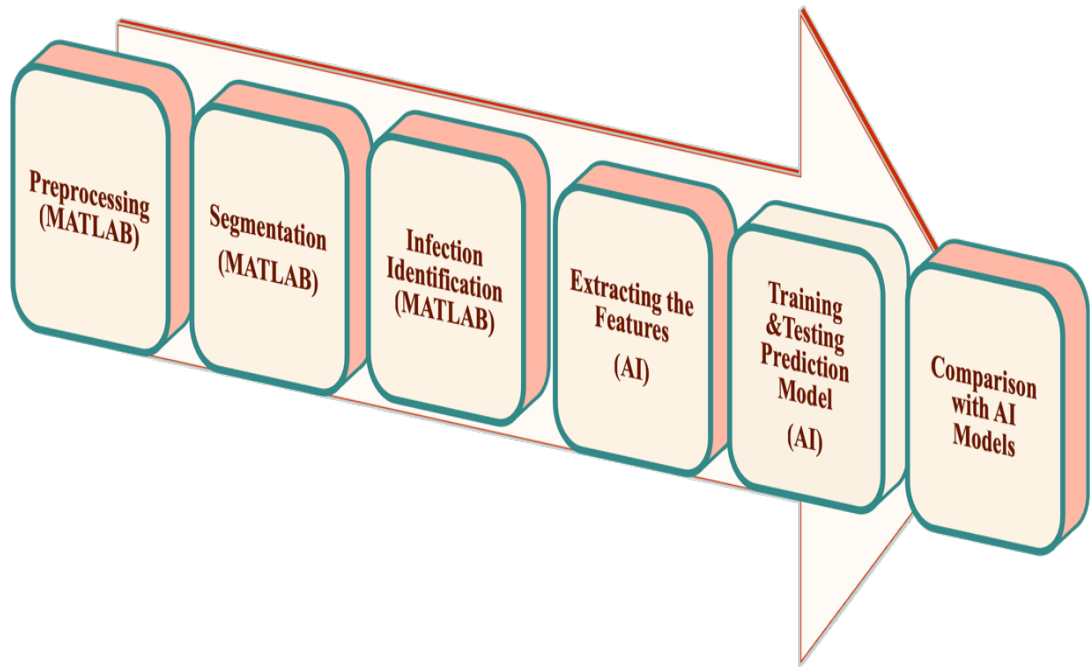 Preprocessing
(MATLAB)
Segmentation
(MATLAB)
Infection
Identification
(MATLAB)
Extracting the
Features
(AI)
Training
&Testing
Prediction
Model
(AI)
Comparison
with AI
Models